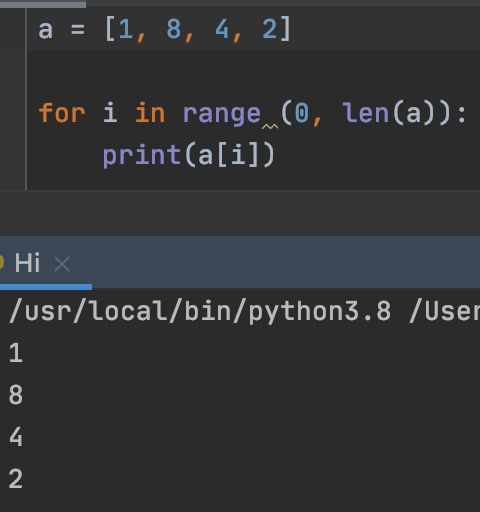 a = [1, 8, 4, 2]
for i in range (0, len(a)):
    print(a[i])
Hi
/usr/local/bin/python3.8 /User
1
8
4
2